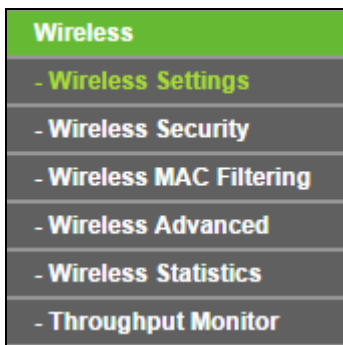 Wireless
- Wireless Settings
- Wireless Security
- Wireless MAC Filtering
- Wireless Advanced
- Wireless Statistics
- Throughput Monitor